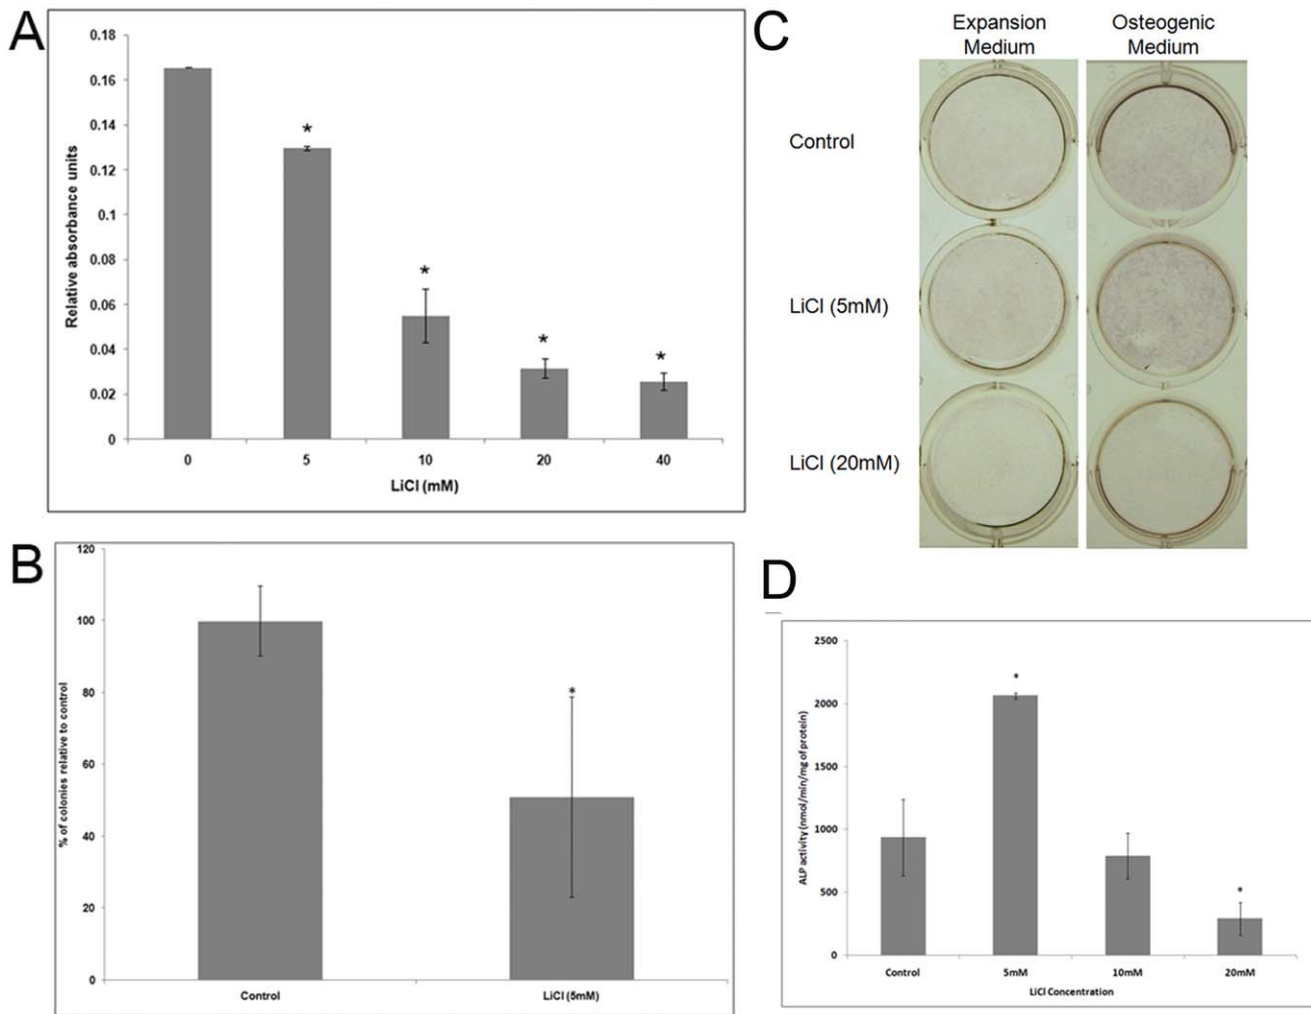 A
0.18
0.16
0.14
0.12
0.1
0.08
0.06
0.04
0.02
0
Relative absorbance units
*
*
*
*
0
5
10
20
40
LiCl (mM)
B
120
100
80
60
40
20
0
% of colonies relative to control
*
Control
LiCl (5mM)
C
Expansion
Medium
Osteogenic
Medium
Control
LiCl (5mM)
LiCl (20mM)
D
2500
2000
1500
1000
500
0
ALP activity (nmol/min/mg of protein)
*
*
Control
5mM
10mM
20mM
LiCl Concentration